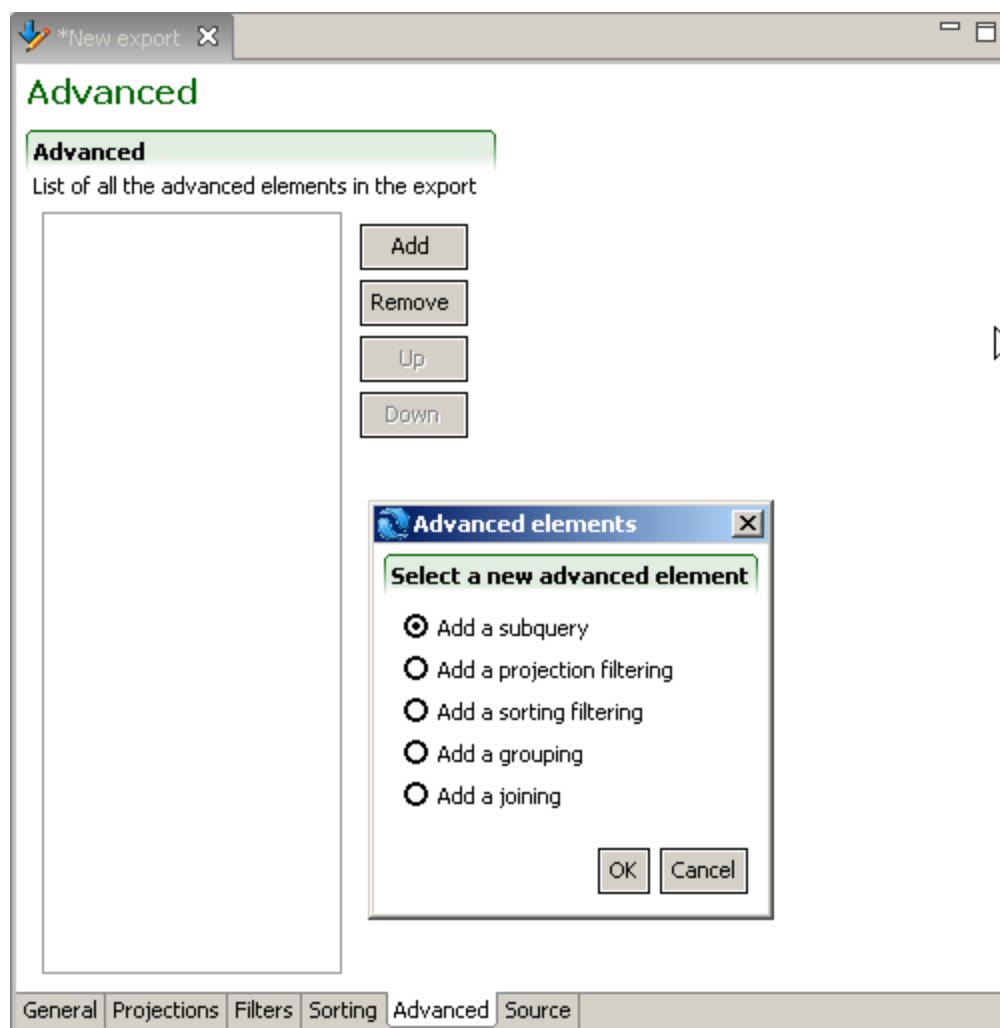 *New export
Advanced
Advanced
List of all the advanced elements in the export
Add
Remove
Up
Down
Advanced elements
Select a new advanced element
Add a subquery
Add a projection filtering
Add a sorting filtering
Add a grouping
Add a joining
OK Cancel
General Projections Filters Sorting Advanced Source